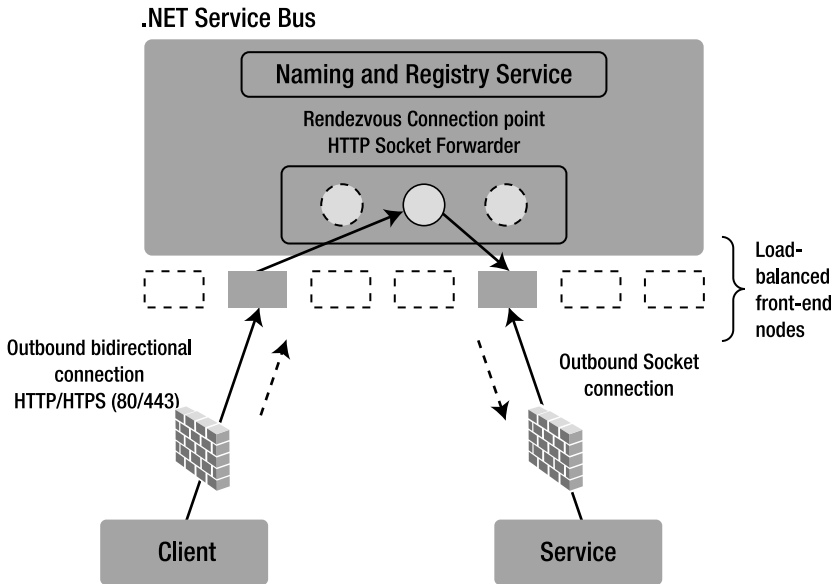 .NET Service Bus
Naming and Registry Service
Rendezvous Connection point
HTTP Socket Forwarder
Load-
balanced
front-end
nodes
Outbound bidirectional
connection
HTTP/HTPS (80/443)
Outbound Socket
connection
Client
Service